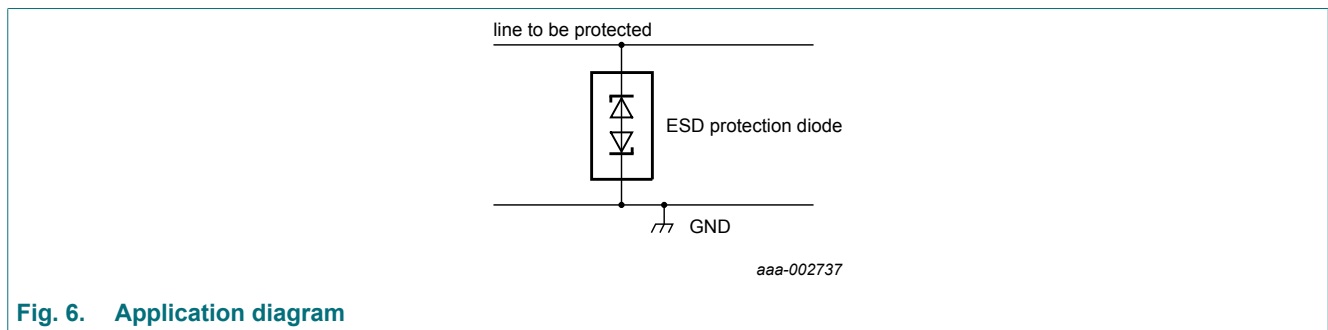 line to be protected
ESD protection diode
GND
aaa-002737
Fig. 6. Application diagram